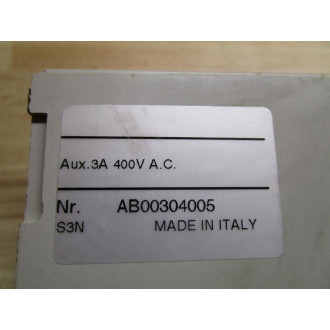 Aux.3A 400V A.C.
Nr. AB00304005
S3N MADE IN ITALY